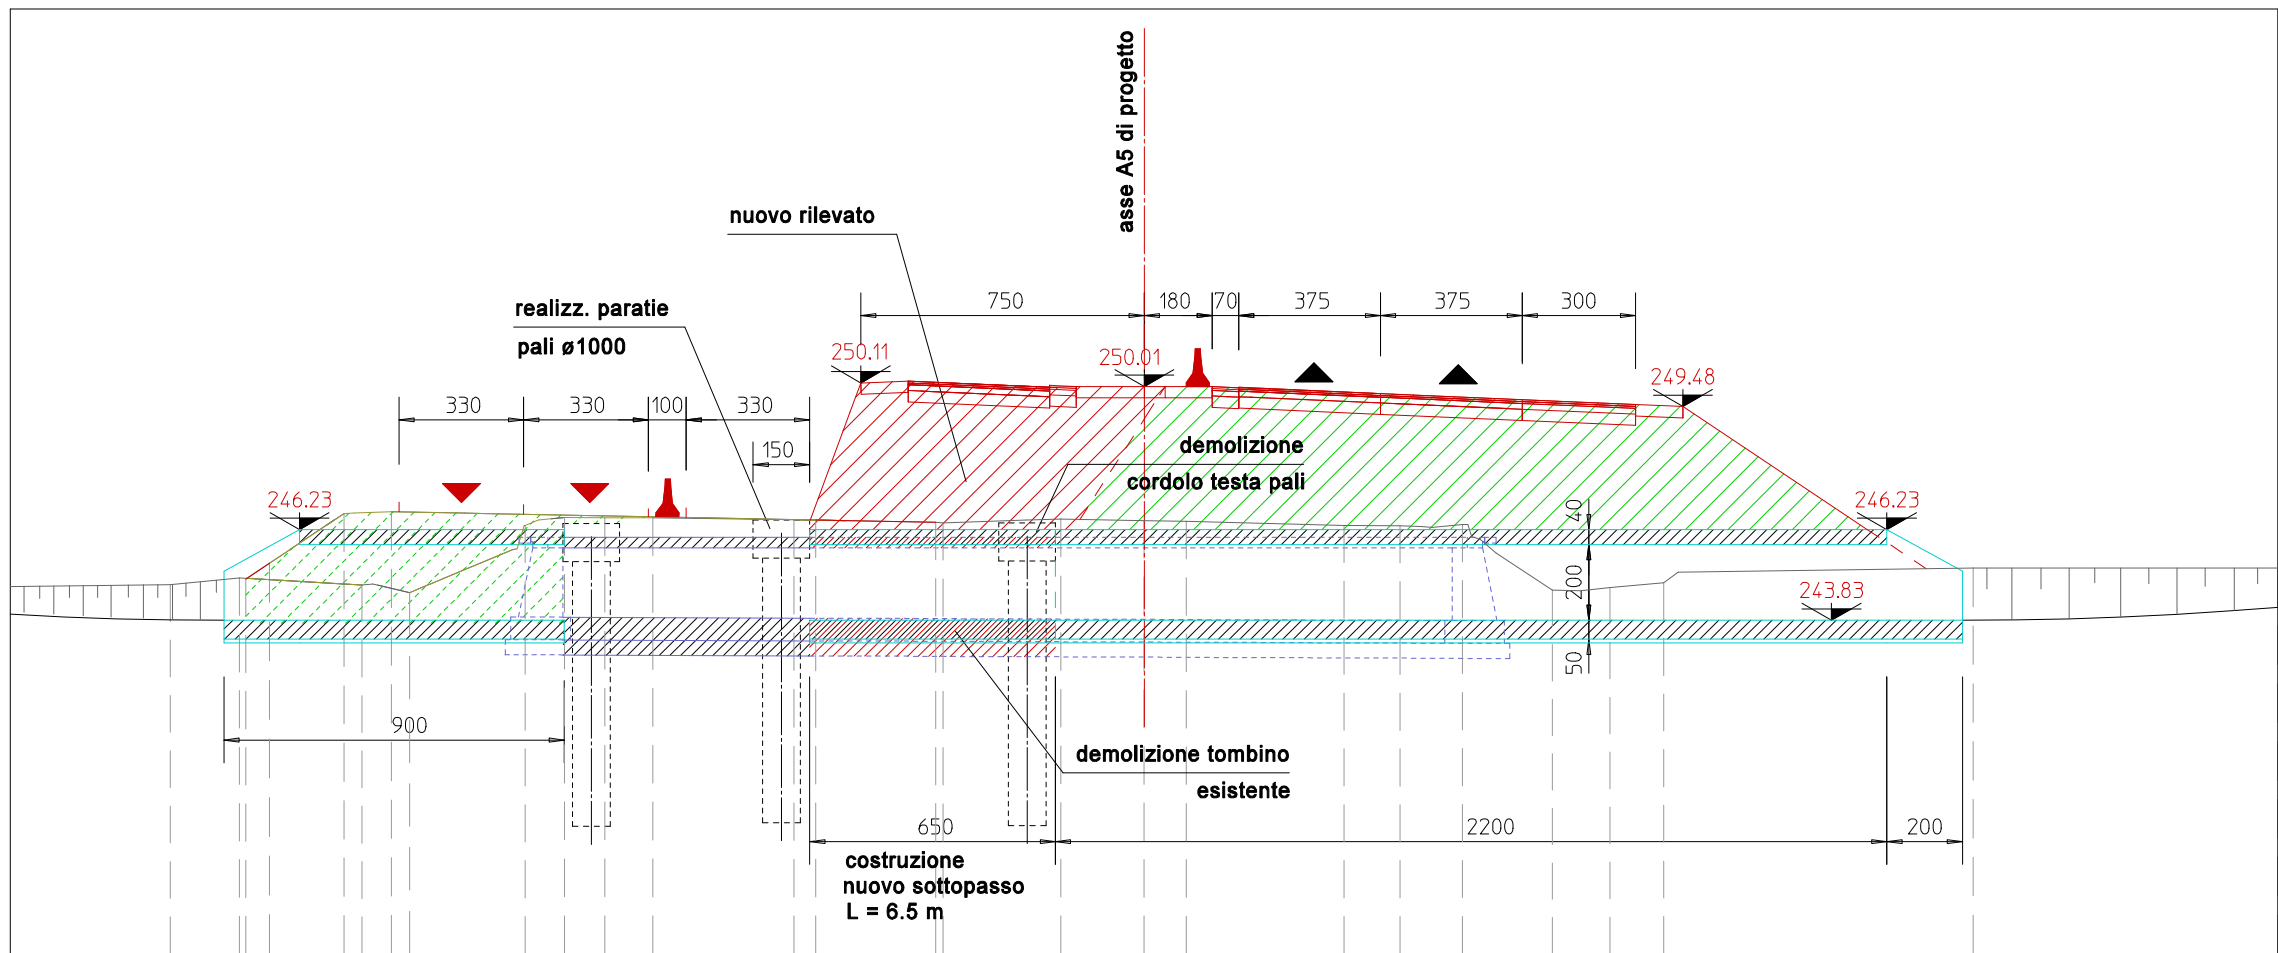 asse A5 di progetto
nuovo rilevato
realizz. paratie
pali ø1000
750
180
70
375
375
300
250.11
250.01
249.48
330
330
100
330
150
demolizione
cordolo testa pali
246.23
246.23
40
200
243.83
50
900
demolizione tombino
esistente
650
2200
200
costruzione
nuovo sottopasso
L = 6.5 m